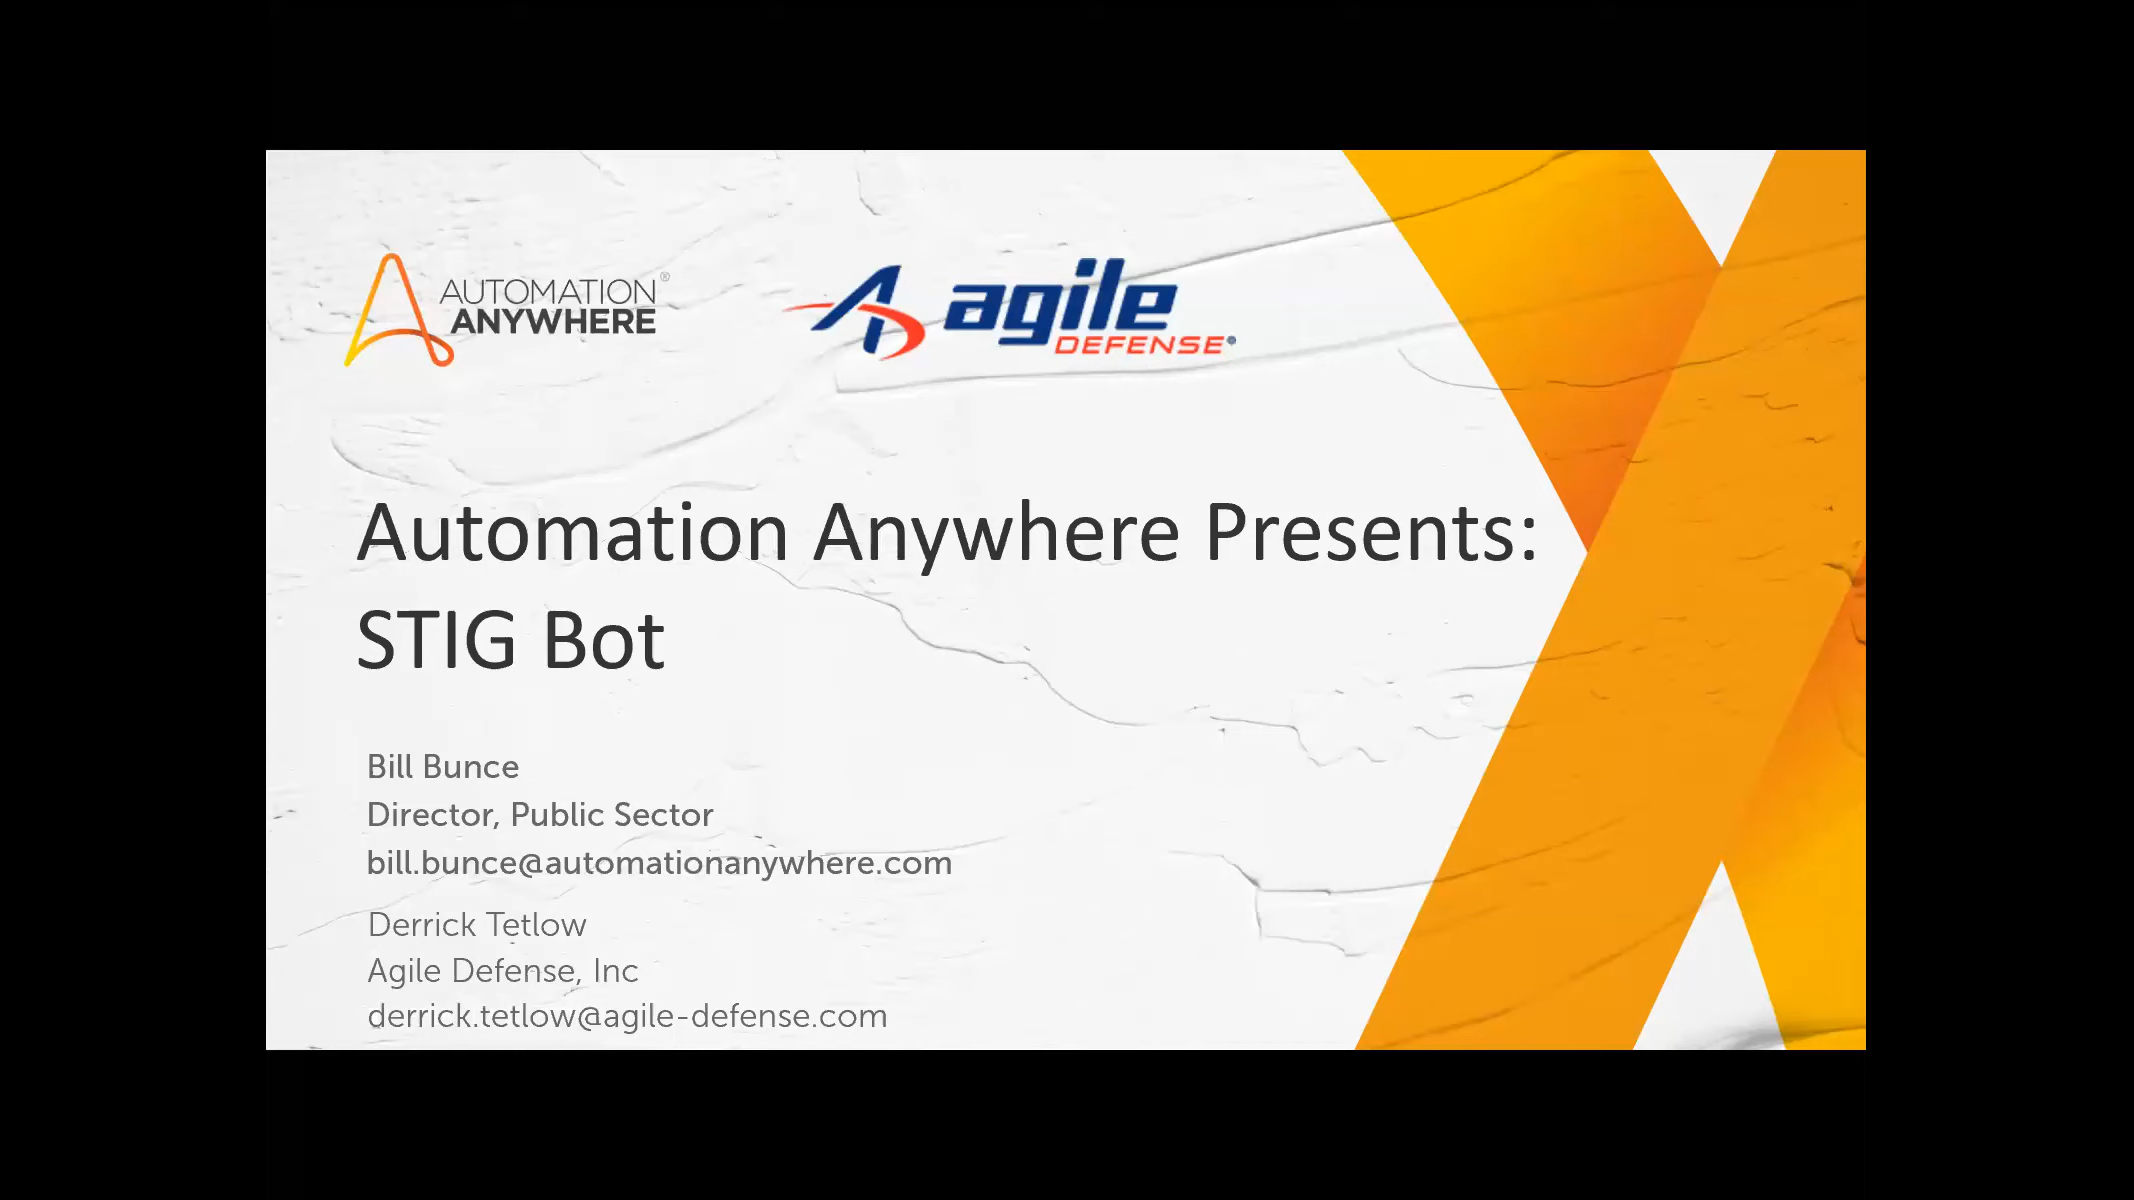 AUTOMATION®
ANYWHERE
agile
DEFENSE®
Automation Anywhere Presents:
STIG Bot
Bill Bunce
Director, Public Sector
bill.bunce@automationanywhere.com
Derrick Tetlow
Agile Defense, Inc
derrick.tetlow@agile-defense.com